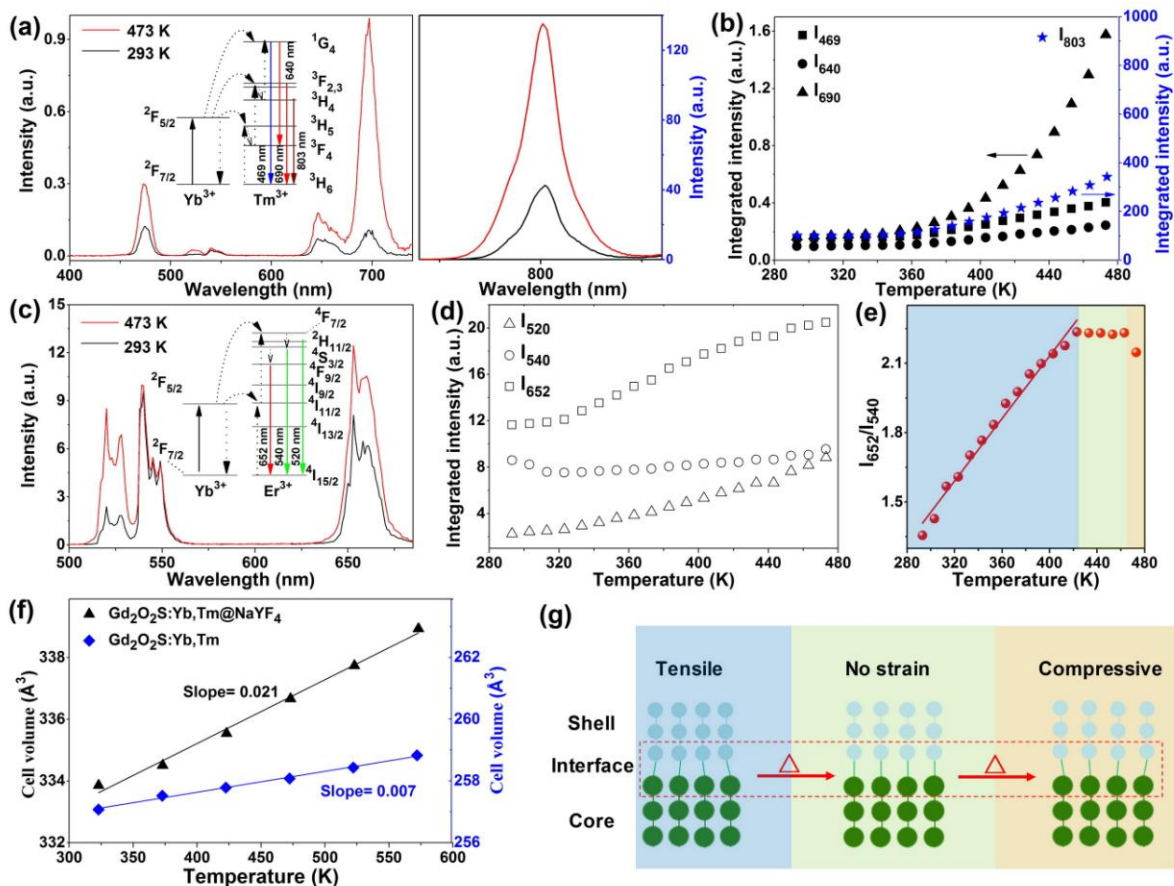 (a)
473 K
293 K
Intensity (a.u.)
0.9
0.6
0.3
0.0
400
500
600
700
Wavelength (nm)
²F₅/₂
²F₇/₂
Yb³⁺
Tm³⁺
¹G₄
³F₂,₃
³H₄
³H₅
³F₄
³H₆
469 nm
690 nm
640 nm
803 nm
800
Wavelength (nm)
120
80
40
0
Intensity (a.u.)
(b)
I₄₆₉
I₆₄₀
I₆₉₀
I₈₀₃
Integrated intensity (a.u.)
1.6
1.2
0.8
0.4
0.0
280
320
360
400
440
480
Temperature (K)
1000
900
800
700
600
500
400
300
200
100
0
Integrated intensity (a.u.)
(c)
473 K
293 K
Intensity (a.u.)
15
12
9
6
3
0
500
550
600
650
Wavelength (nm)
²F₅/₂
²F₇/₂
Yb³⁺
Er³⁺
⁴F₇/₂
²H₁₁/₂
⁴S₃/₂
⁴F₉/₂
⁴I₉/₂
⁴I₁₁/₂
⁴I₁₃/₂
⁴I₁₅/₂
652 nm
540 nm
520 nm
(d)
I₅₂₀
I₅₄₀
I₆₅₂
Integrated intensity (a.u.)
20
16
12
8
4
0
280
320
360
400
440
480
Temperature (K)
(e)
I₆₅₂/I₅₄₀
2.1
1.8
1.5
1.2
280
320
360
400
440
480
Temperature (K)
(f)
Gd₂O₂S:Yb,Tm@NaYF₄
Gd₂O₂S:Yb,Tm
Slope= 0.021
Slope= 0.007
Cell volume (Å³)
338
336
334
332
300
350
400
450
500
550
600
Temperature (K)
262
260
258
256
Cell volume (Å³)
(g)
Tensile
No strain
Compressive
Shell
Interface
Core